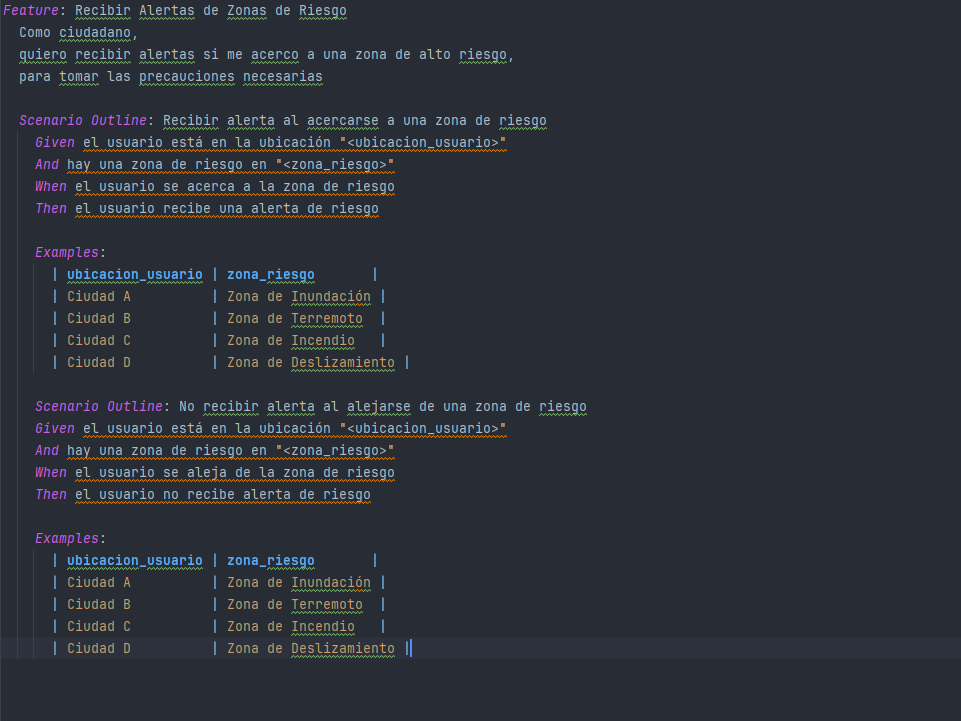 Feature: Recibir Alertas de Zonas de Riesgo
Como ciudadano,
quiero recibir alertas si me acerco a una zona de alto riesgo,
para tomar las precauciones necesarias
Scenario Outline: Recibir alerta al acercarse a una zona de riesgo
Given el usuario está en la ubicación "<ubicacion_usuario>"
And hay una zona de riesgo en "<zona_riesgo>"
When el usuario se acerca a la zona de riesgo
Then el usuario recibe una alerta de riesgo
Examples:
| ubicacion_usuario | zona_riesgo |
| Ciudad A | Zona de Inundación |
| Ciudad B | Zona de Terremoto |
| Ciudad C | Zona de Incendio |
| Ciudad D | Zona de Deslizamiento |
Scenario Outline: No recibir alerta al alejarse de una zona de riesgo
Given el usuario está en la ubicación "<ubicacion_usuario>"
And hay una zona de riesgo en "<zona_riesgo>"
When el usuario se aleja de la zona de riesgo
Then el usuario no recibe alerta de riesgo
Examples:
| ubicacion_usuario | zona_riesgo |
| Ciudad A | Zona de Inundación |
| Ciudad B | Zona de Terremoto |
| Ciudad C | Zona de Incendio |
| Ciudad D | Zona de Deslizamiento |